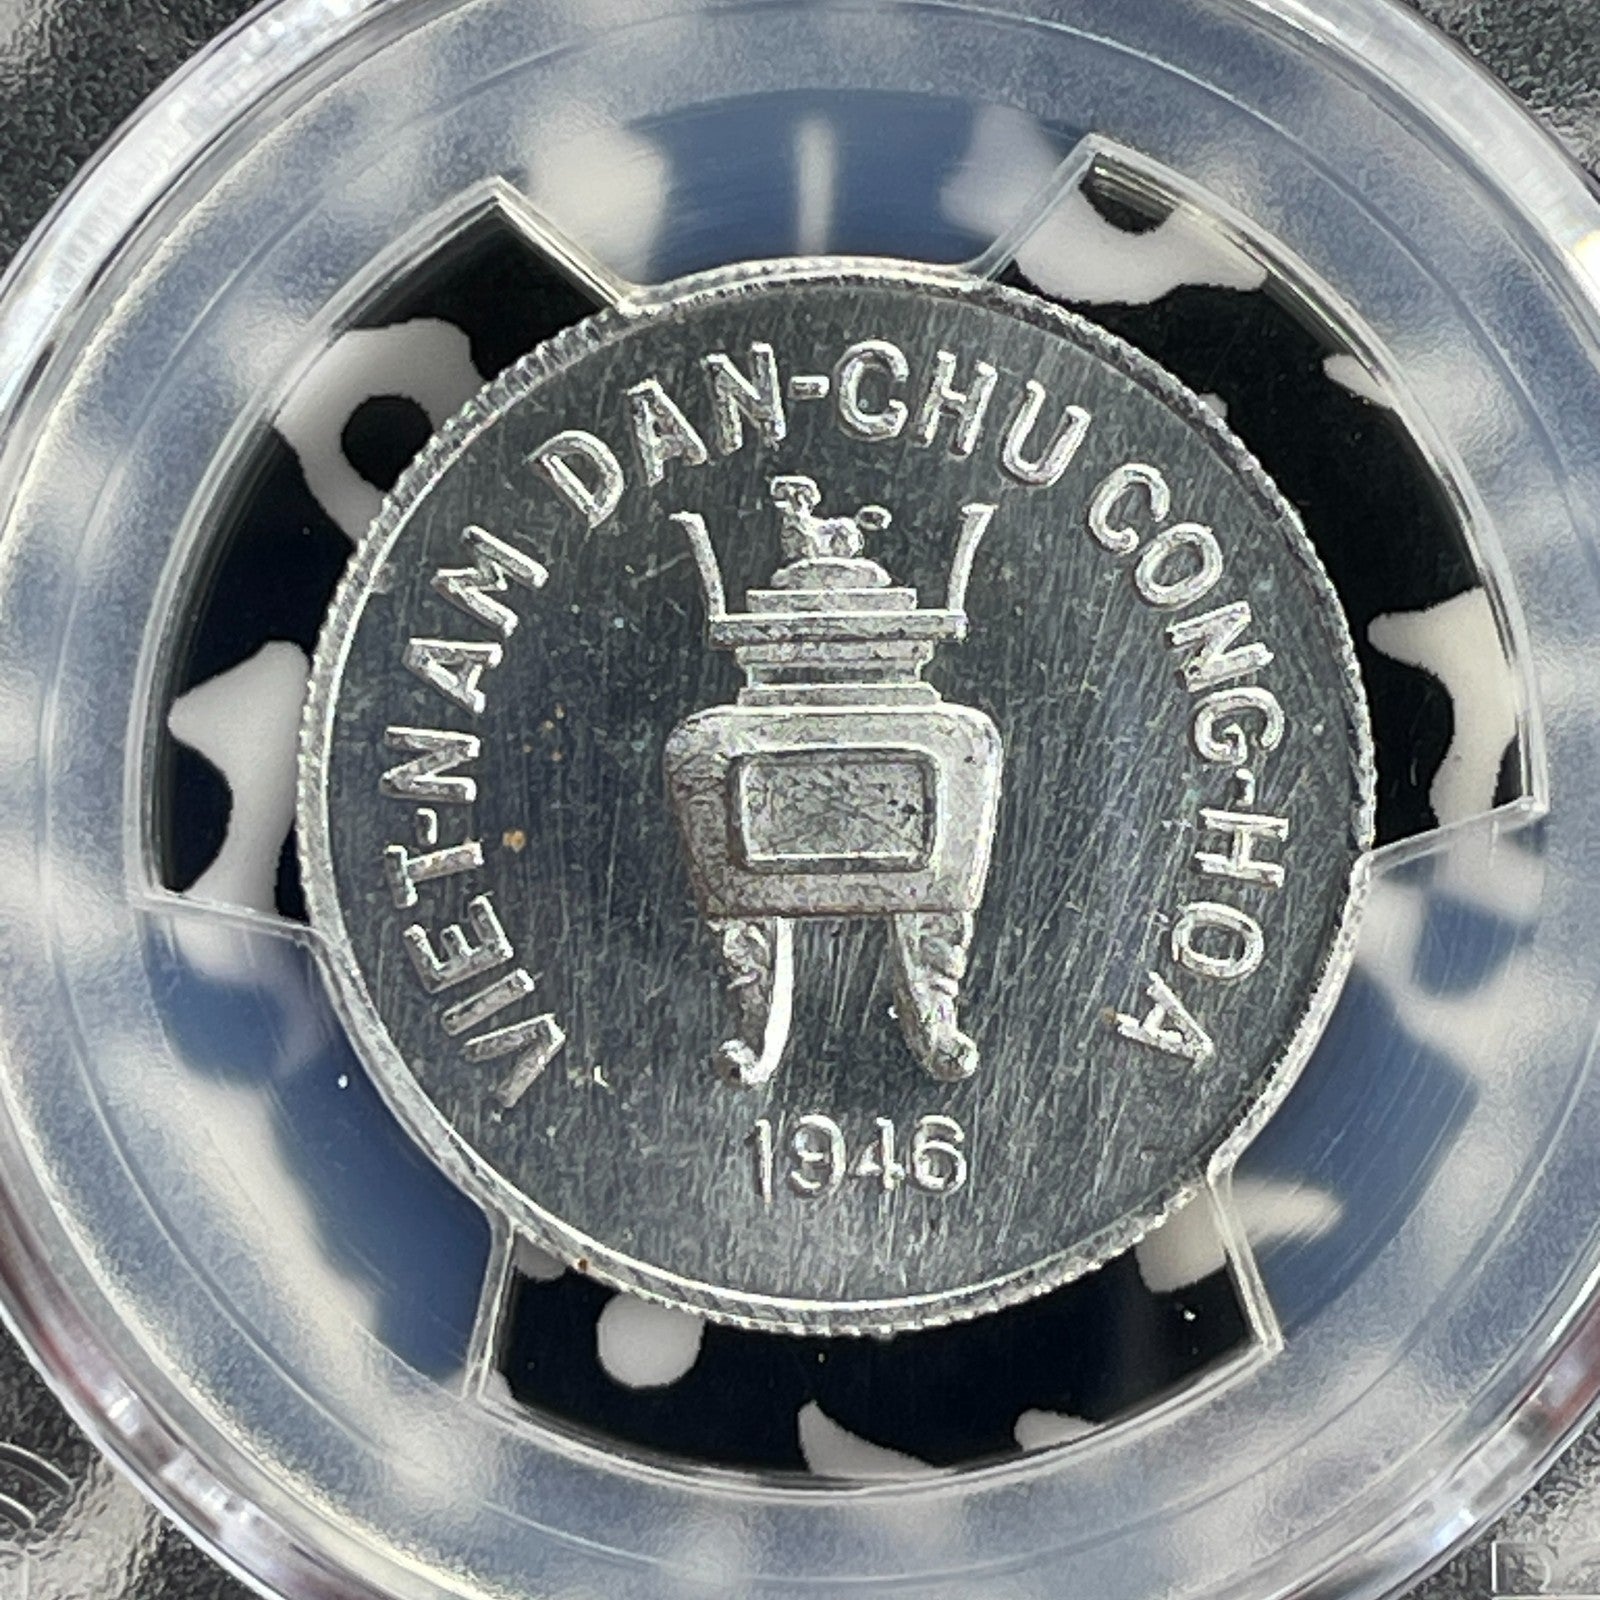 VIET-NAM DAN-CHU CONG-HOA
1946